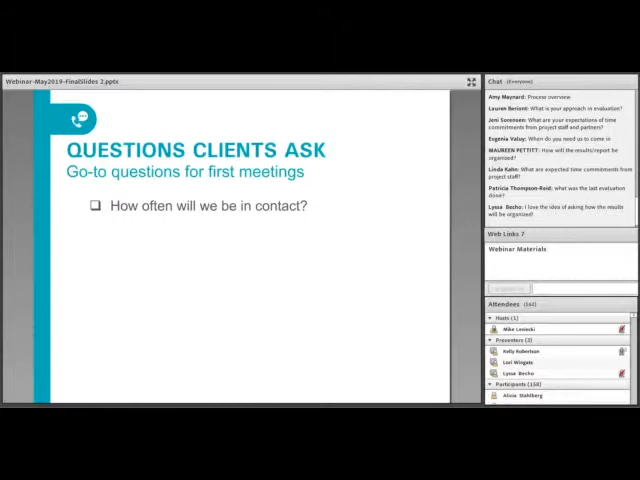 Webinar-May2019-FinalSlides 2.pptx
QUESTIONS CLIENTS ASK
Go-to questions for first meetings
How often will we be in contact?
Chat (Everyone)
Amy Maynard: Process overview
Lauren Beriont: What is your approach in evaluation?
Joni Sorensen: What are your expectations of time
commitments from project staff and partners?
Eugenia Valuy: When do you need us to come in
MAUREEN PETTITT: How will the results/report be
organized?
Linda Kahn: What are expected time commitments from
project staff?
Patricia Thompson-Reid: what was the last evaluation
done?
Lyssa Becho: I love the idea of asking how the results
will be organized!
Web Links 7
Webinar Materials
Attendees
Hosts (1)
Mike Lesiecki
Presenters (3)
Kelly Robertson
Lori Wingate
Lyssa Becho
Participants (158)
Alicia Stahlberg